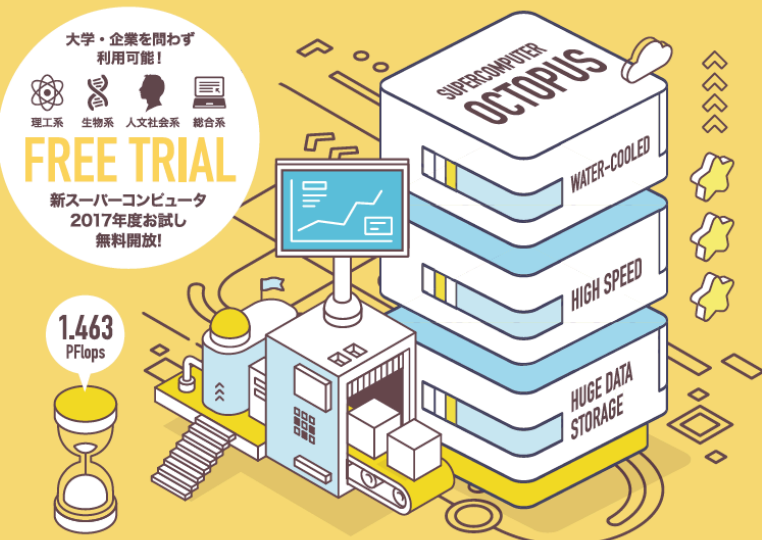 大学・企業を問わず
利用可能！
理工系 生物系 人文社会系 総合系
FREE TRIAL
新スーパーコンピュータ
2017年度お試し
無料開放!
SUPERCOMPUTER
OCTOPUS
WATER-COOLED
HIGH SPEED
HUGE DATA
STORAGE
1.463
PFlops